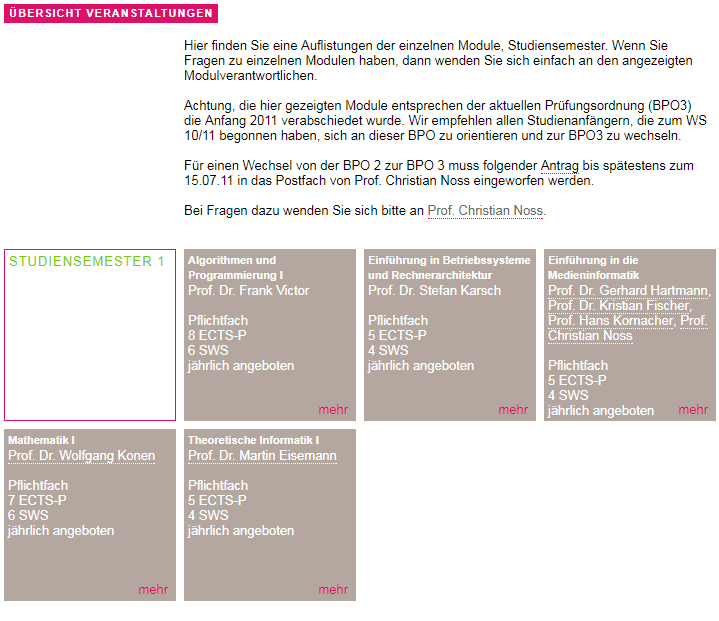 ÜBERSICHT VERANSTALTUNGEN
Hier finden Sie eine Auflistungen der einzelnen Module, Studiensemester. Wenn Sie
Fragen zu einzelnen Modulen haben, dann wenden Sie sich einfach an den angezeigten
Modulverantwortlichen.
Achtung, die hier gezeigten Module entsprechen der aktuellen Prüfungsordnung (BPO3)
die Anfang 2011 verabschiedet wurde. Wir empfehlen allen Studienanfängern, die zum WS
10/11 begonnen haben, sich an dieser BPO zu orientieren und zur BPO3 zu wechseln.
Für einen Wechsel von der BPO 2 zur BPO 3 muss folgender Antrag bis spätestens zum
15.07.11 in das Postfach von Prof. Christian Noss eingeworfen werden.
Bei Fragen dazu wenden Sie sich bitte an Prof. Christian Noss.
STUDIENSEMESTER 1
Algorithmen und
Programmierung I
Prof. Dr. Frank Victor
Pflichtfach
8 ECTS-P
6 SWS
jährlich angeboten
mehr
Einführung in Betriebssysteme
und Rechnerarchitektur
Prof. Dr. Stefan Karsch
Pflichtfach
5 ECTS-P
4 SWS
jährlich angeboten
mehr
Einführung in die
Medieninformatik
Prof. Dr. Gerhard Hartmann,
Prof. Dr. Kristian Fischer,
Prof. Hans Kornacher, Prof.
Christian Noss
Pflichtfach
5 ECTS-P
4 SWS
jährlich angeboten
mehr
Mathematik I
Prof. Dr. Wolfgang Konen
Pflichtfach
7 ECTS-P
6 SWS
jährlich angeboten
mehr
Theoretische Informatik I
Prof. Dr. Martin Eisemann
Pflichtfach
5 ECTS-P
4 SWS
jährlich angeboten
mehr